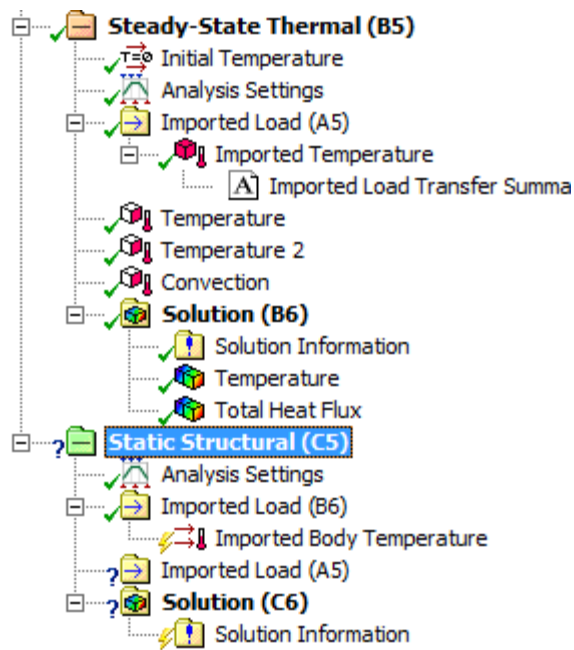 Steady-State Thermal (B5)
T=0 Initial Temperature
Analysis Settings
Imported Load (A5)
Imported Temperature
A Imported Load Transfer Summa
Temperature
Temperature 2
Convection
Solution (B6)
! Solution Information
Temperature
Total Heat Flux
? Static Structural (C5)
Analysis Settings
Imported Load (B6)
Imported Body Temperature
? Imported Load (A5)
? Solution (C6)
! Solution Information